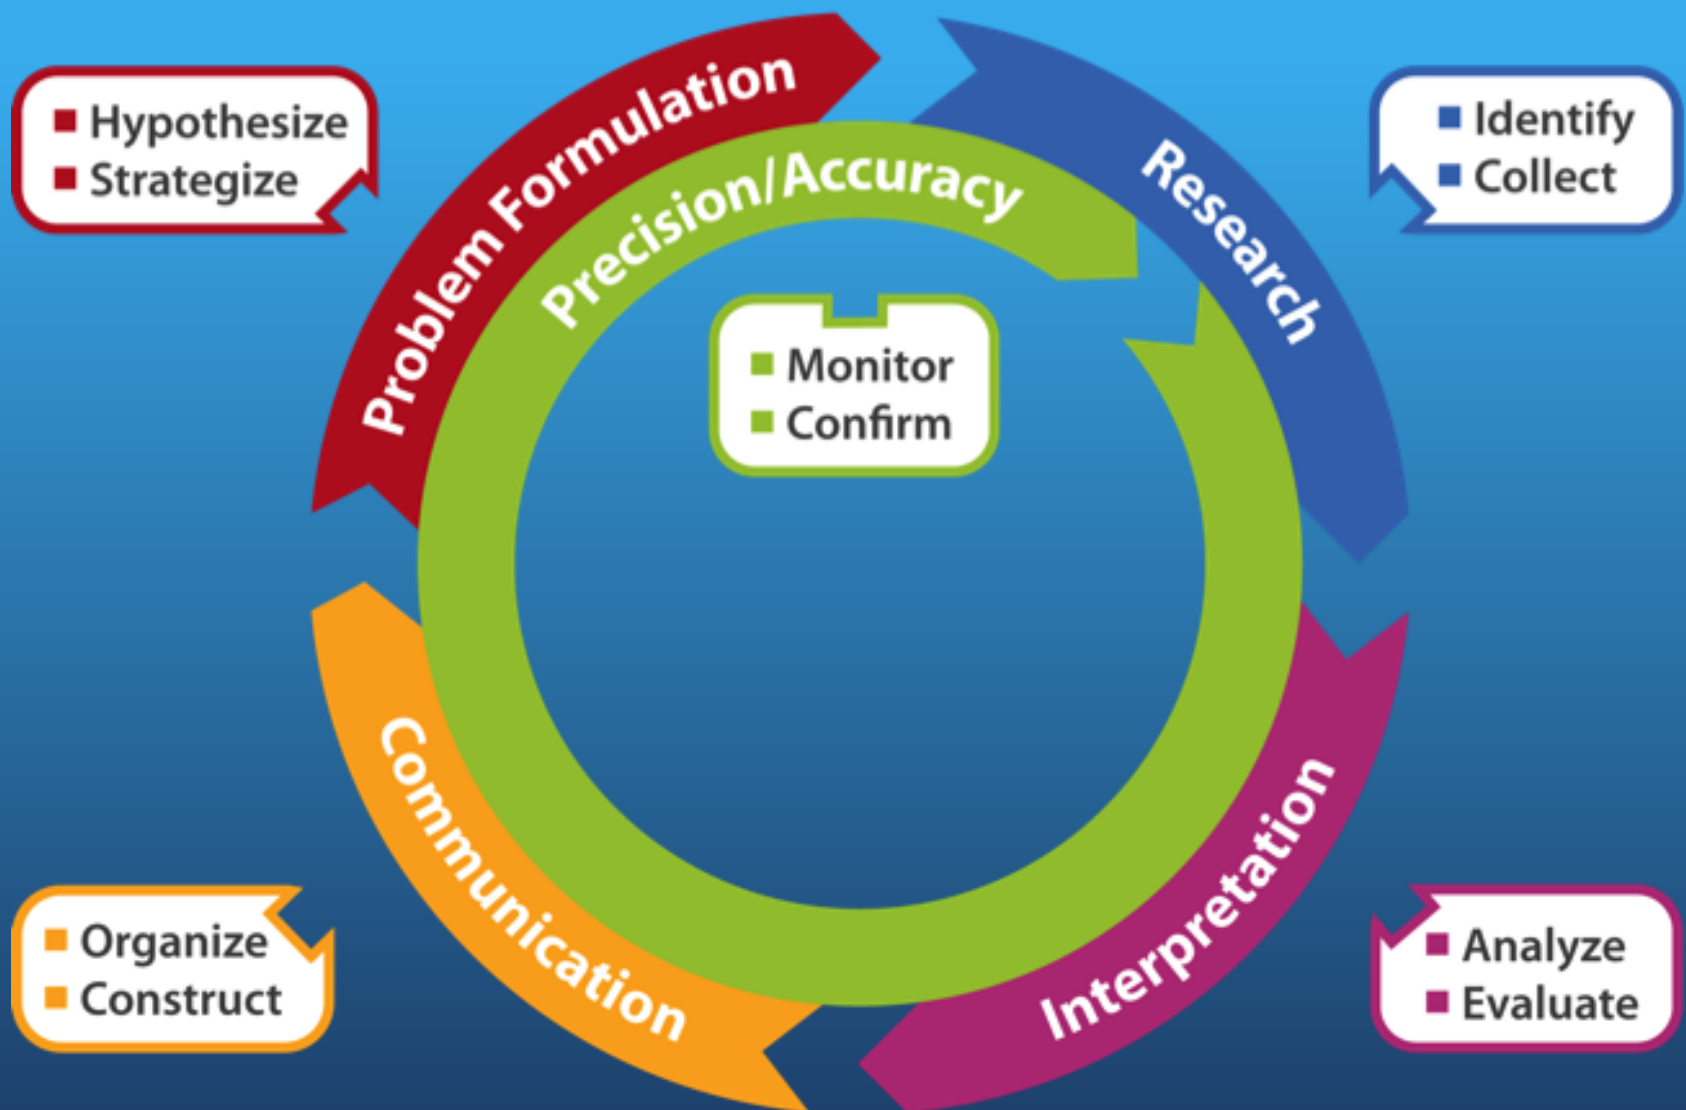 Problem Formulation
Hypothesize
Strategize
Research
Identify
Collect
Precision/Accuracy
Monitor
Confirm
Communication
Organize
Construct
Interpretation
Analyze
Evaluate